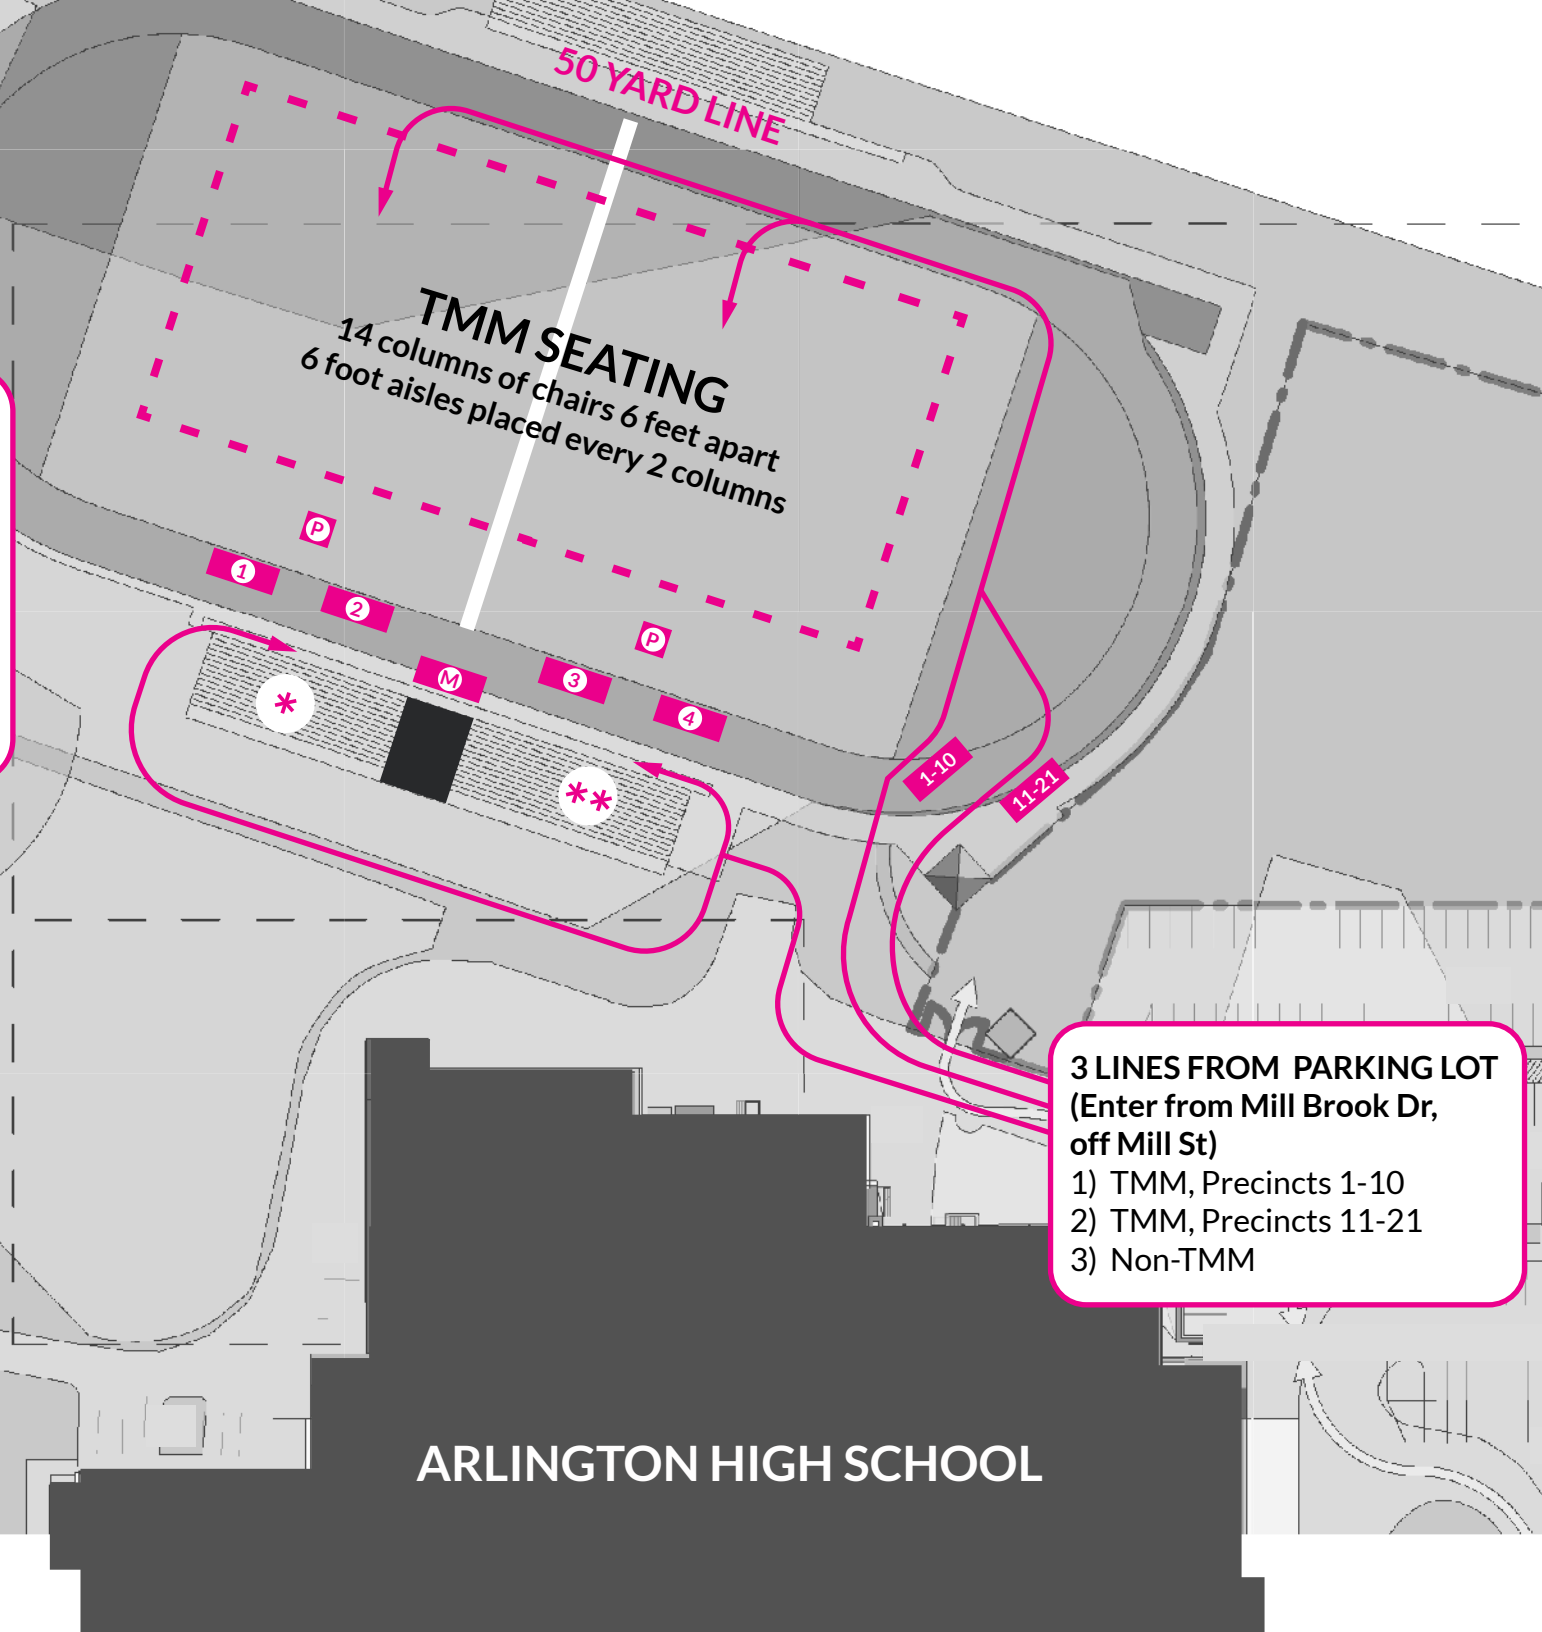 50 YARD LINE
TMM SEATING
14 columns of chairs 6 feet apart
6 foot aisles placed every 2 columns
P
1
2
P
M
3
4
*
**
1-10
11-21
3 LINES FROM PARKING LOT
(Enter from Mill Brook Dr,
off Mill St)
1) TMM, Precincts 1-10
2) TMM, Precincts 11-21
3) Non-TMM
ARLINGTON HIGH SCHOOL